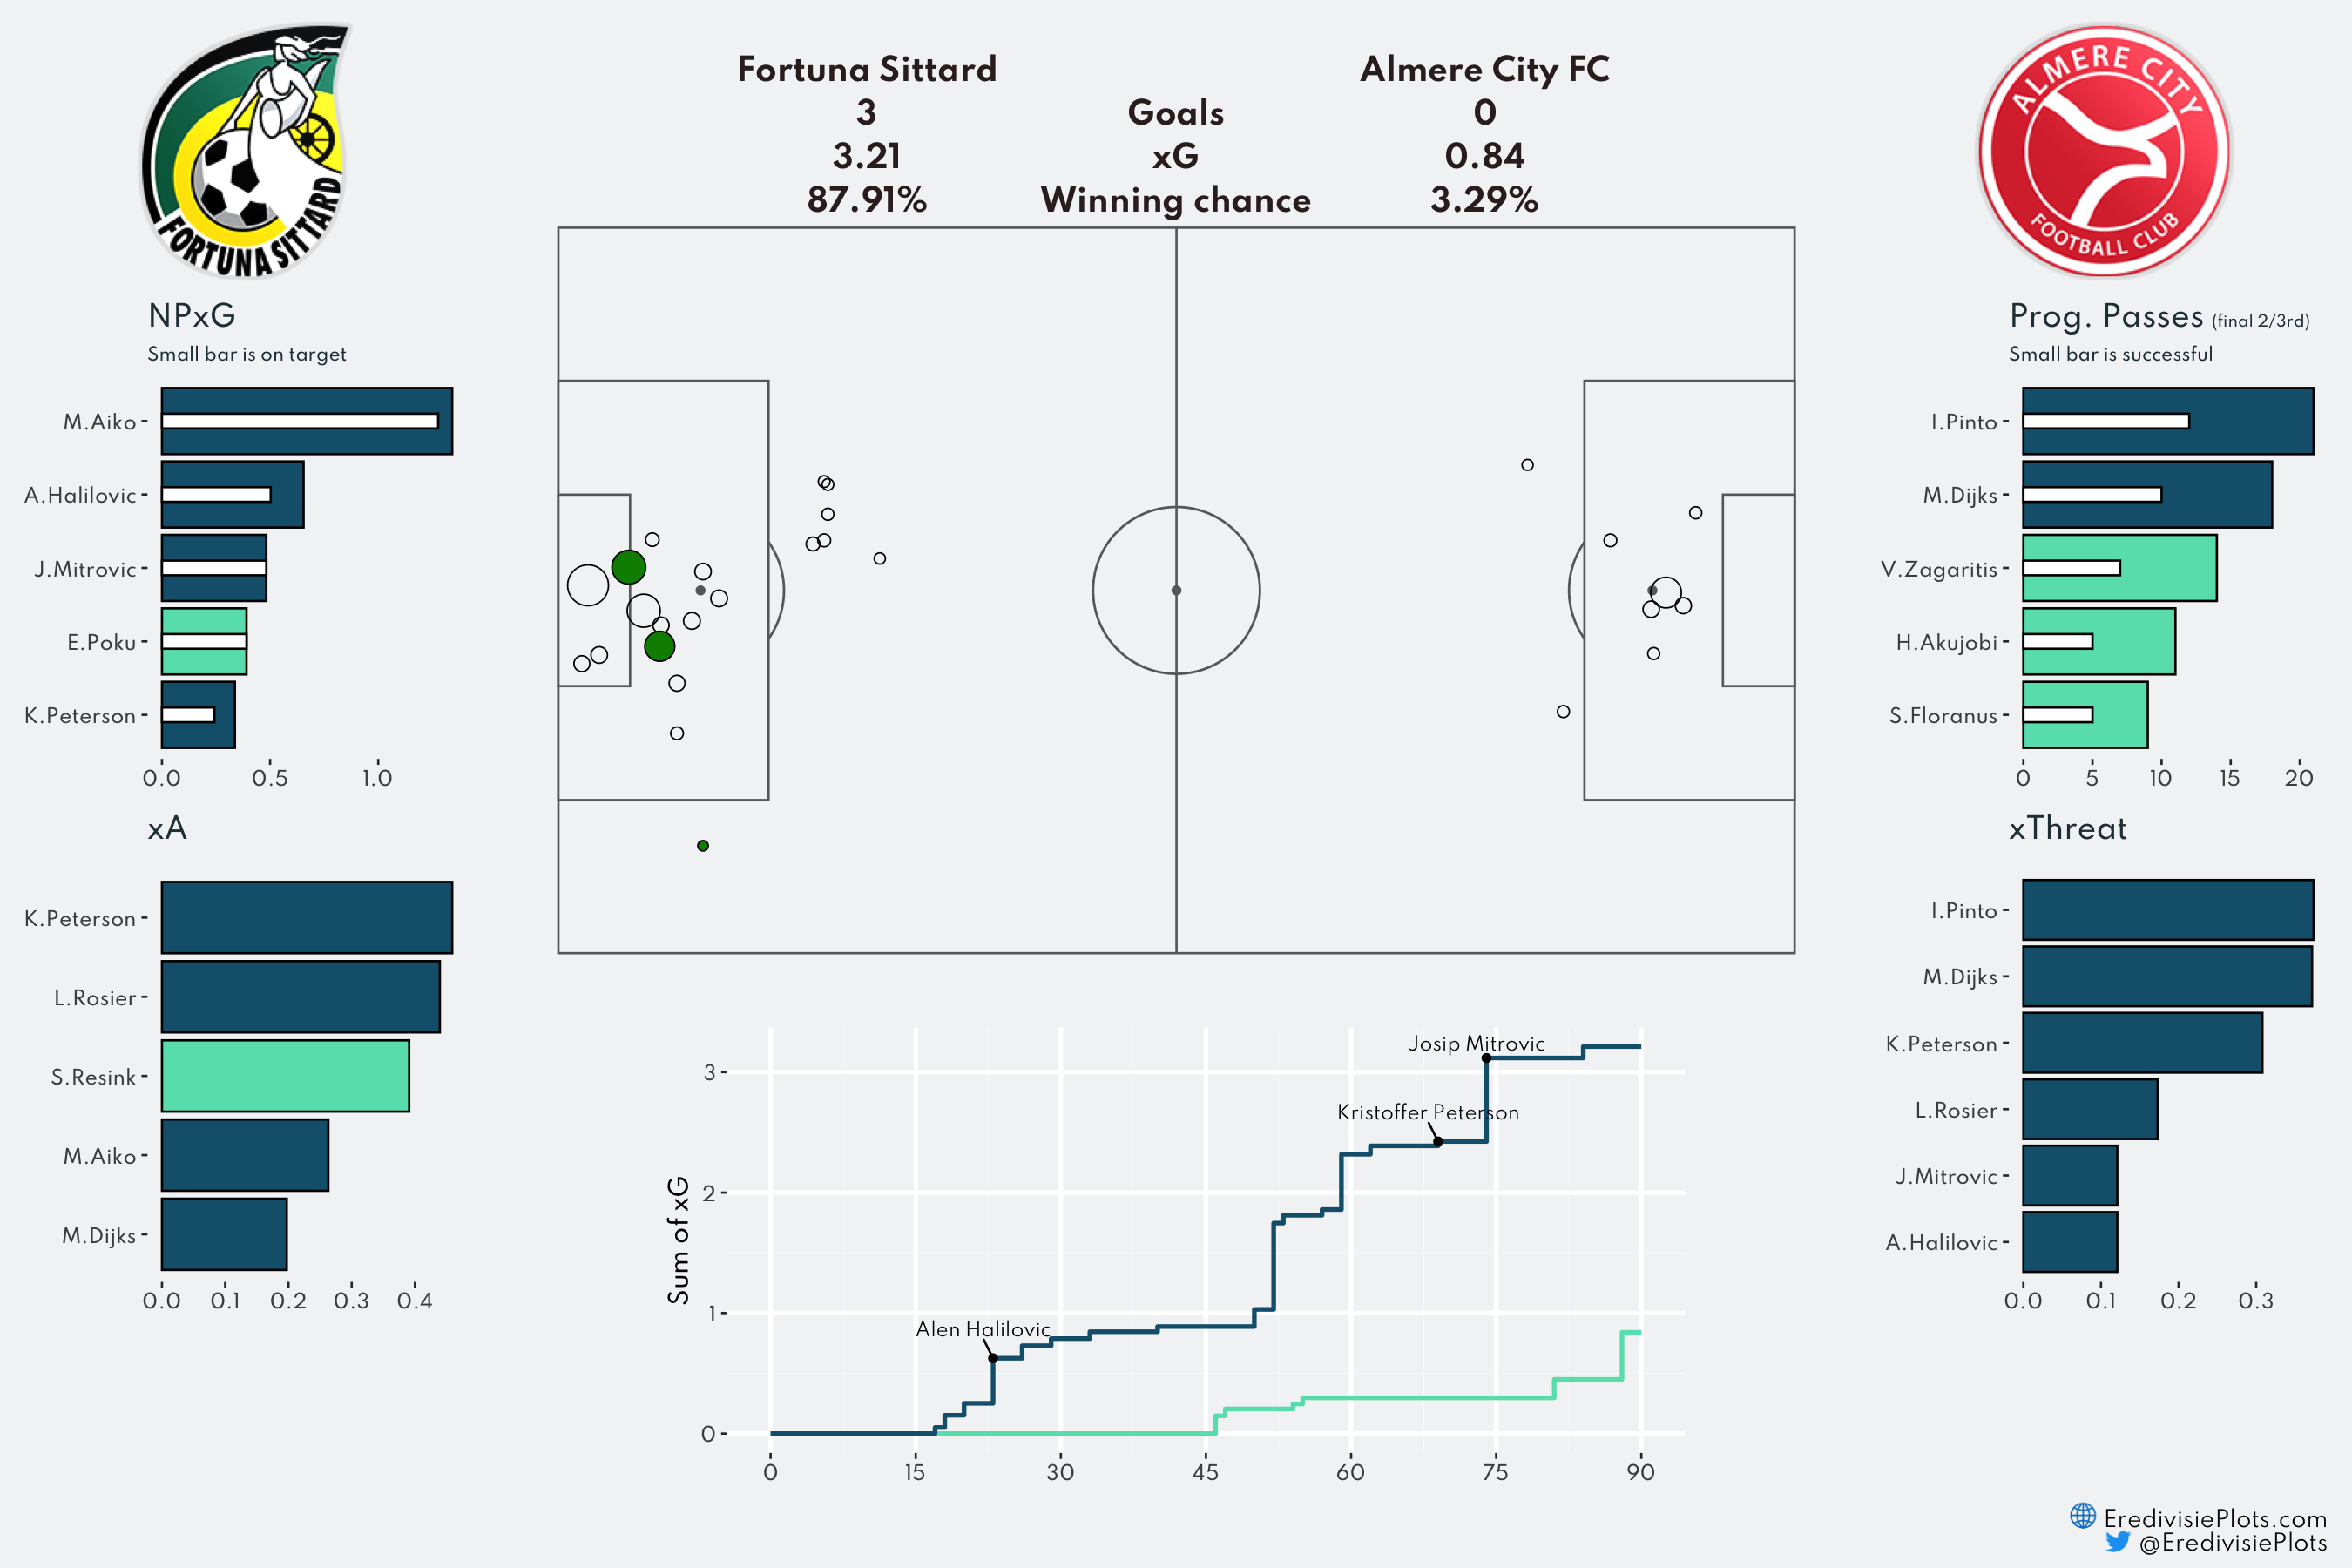 FORTUNA SITTARD
Fortuna Sittard Almere City FC
3 Goals 0
3.21 xG 0.84
87.91% Winning chance 3.29%
ALMERE CITY
FOOTBALL CLUB
NPxG
Small bar is on target
M.Aiko
A.Halilovic
J.Mitrovic
E.Poku
K.Peterson
0.0 0.5 1.0
xA
K.Peterson
L.Rosier
S.Resink
M.Aiko
M.Dijks
0.0 0.1 0.2 0.3 0.4
Sum of xG
3
2
1
0
Josip Mitrovic
Kristoffer Peterson
Alen Halilovic
0 15 30 45 60 75 90
Prog. Passes (final 2/3rd)
Small bar is successful
I.Pinto
M.Dijks
V.Zagaritis
H.Akujobi
S.Floranus
0 5 10 15 20
xThreat
I.Pinto
M.Dijks
K.Peterson
L.Rosier
J.Mitrovic
A.Halilovic
0.0 0.1 0.2 0.3
EredivisiePlots.com
@EredivisiePlots